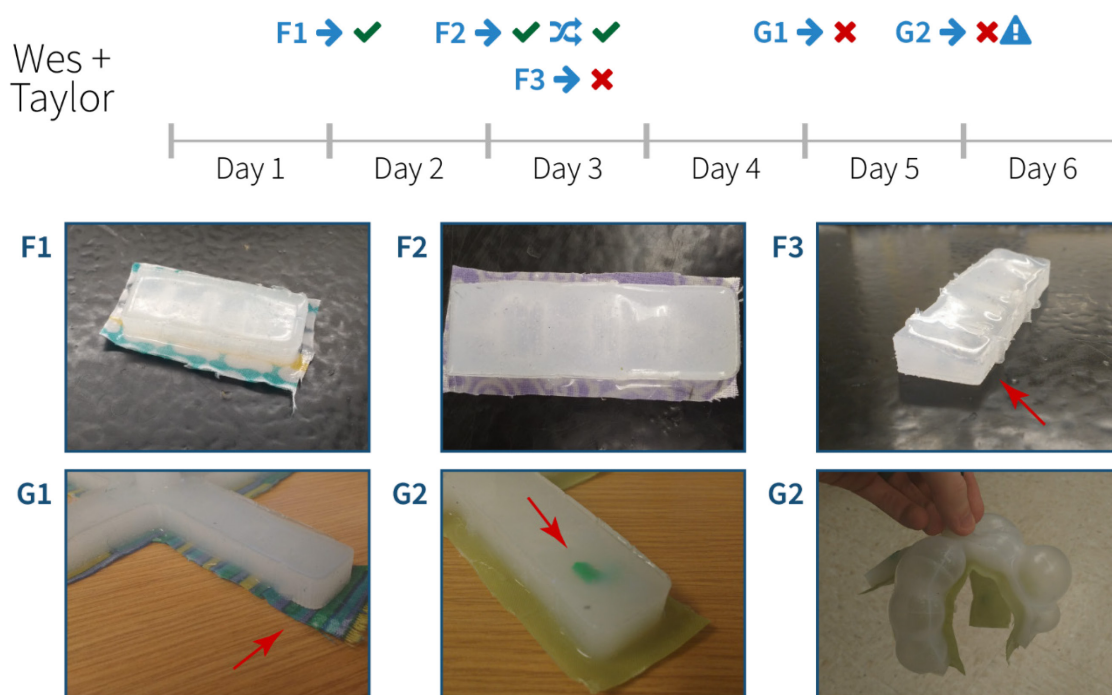 F1 F2
Wes +
Taylor
G1 G2
F3
Day 1 Day 2 Day 3 Day 4 Day 5 Day 6
F1 F2 F3
G1 G2 G2